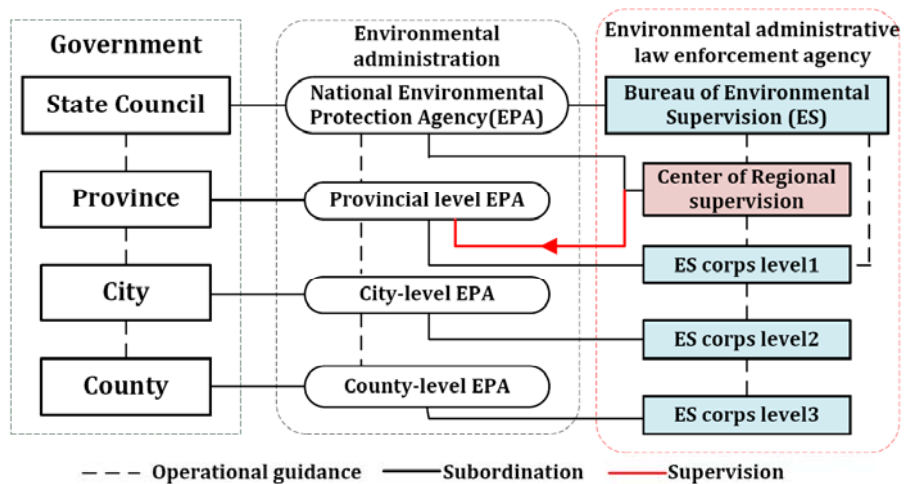 Government
Environmental
administration
Environmental administrative
law enforcement agency
State Council
National Environmental
Protection Agency(EPA)
Bureau of Environmental
Supervision (ES)
Center of Regional
supervision
Province
Provincial level EPA
ES corps level1
City
City-level EPA
ES corps level2
County
County-level EPA
ES corps level3
Operational guidance
Subordination
Supervision